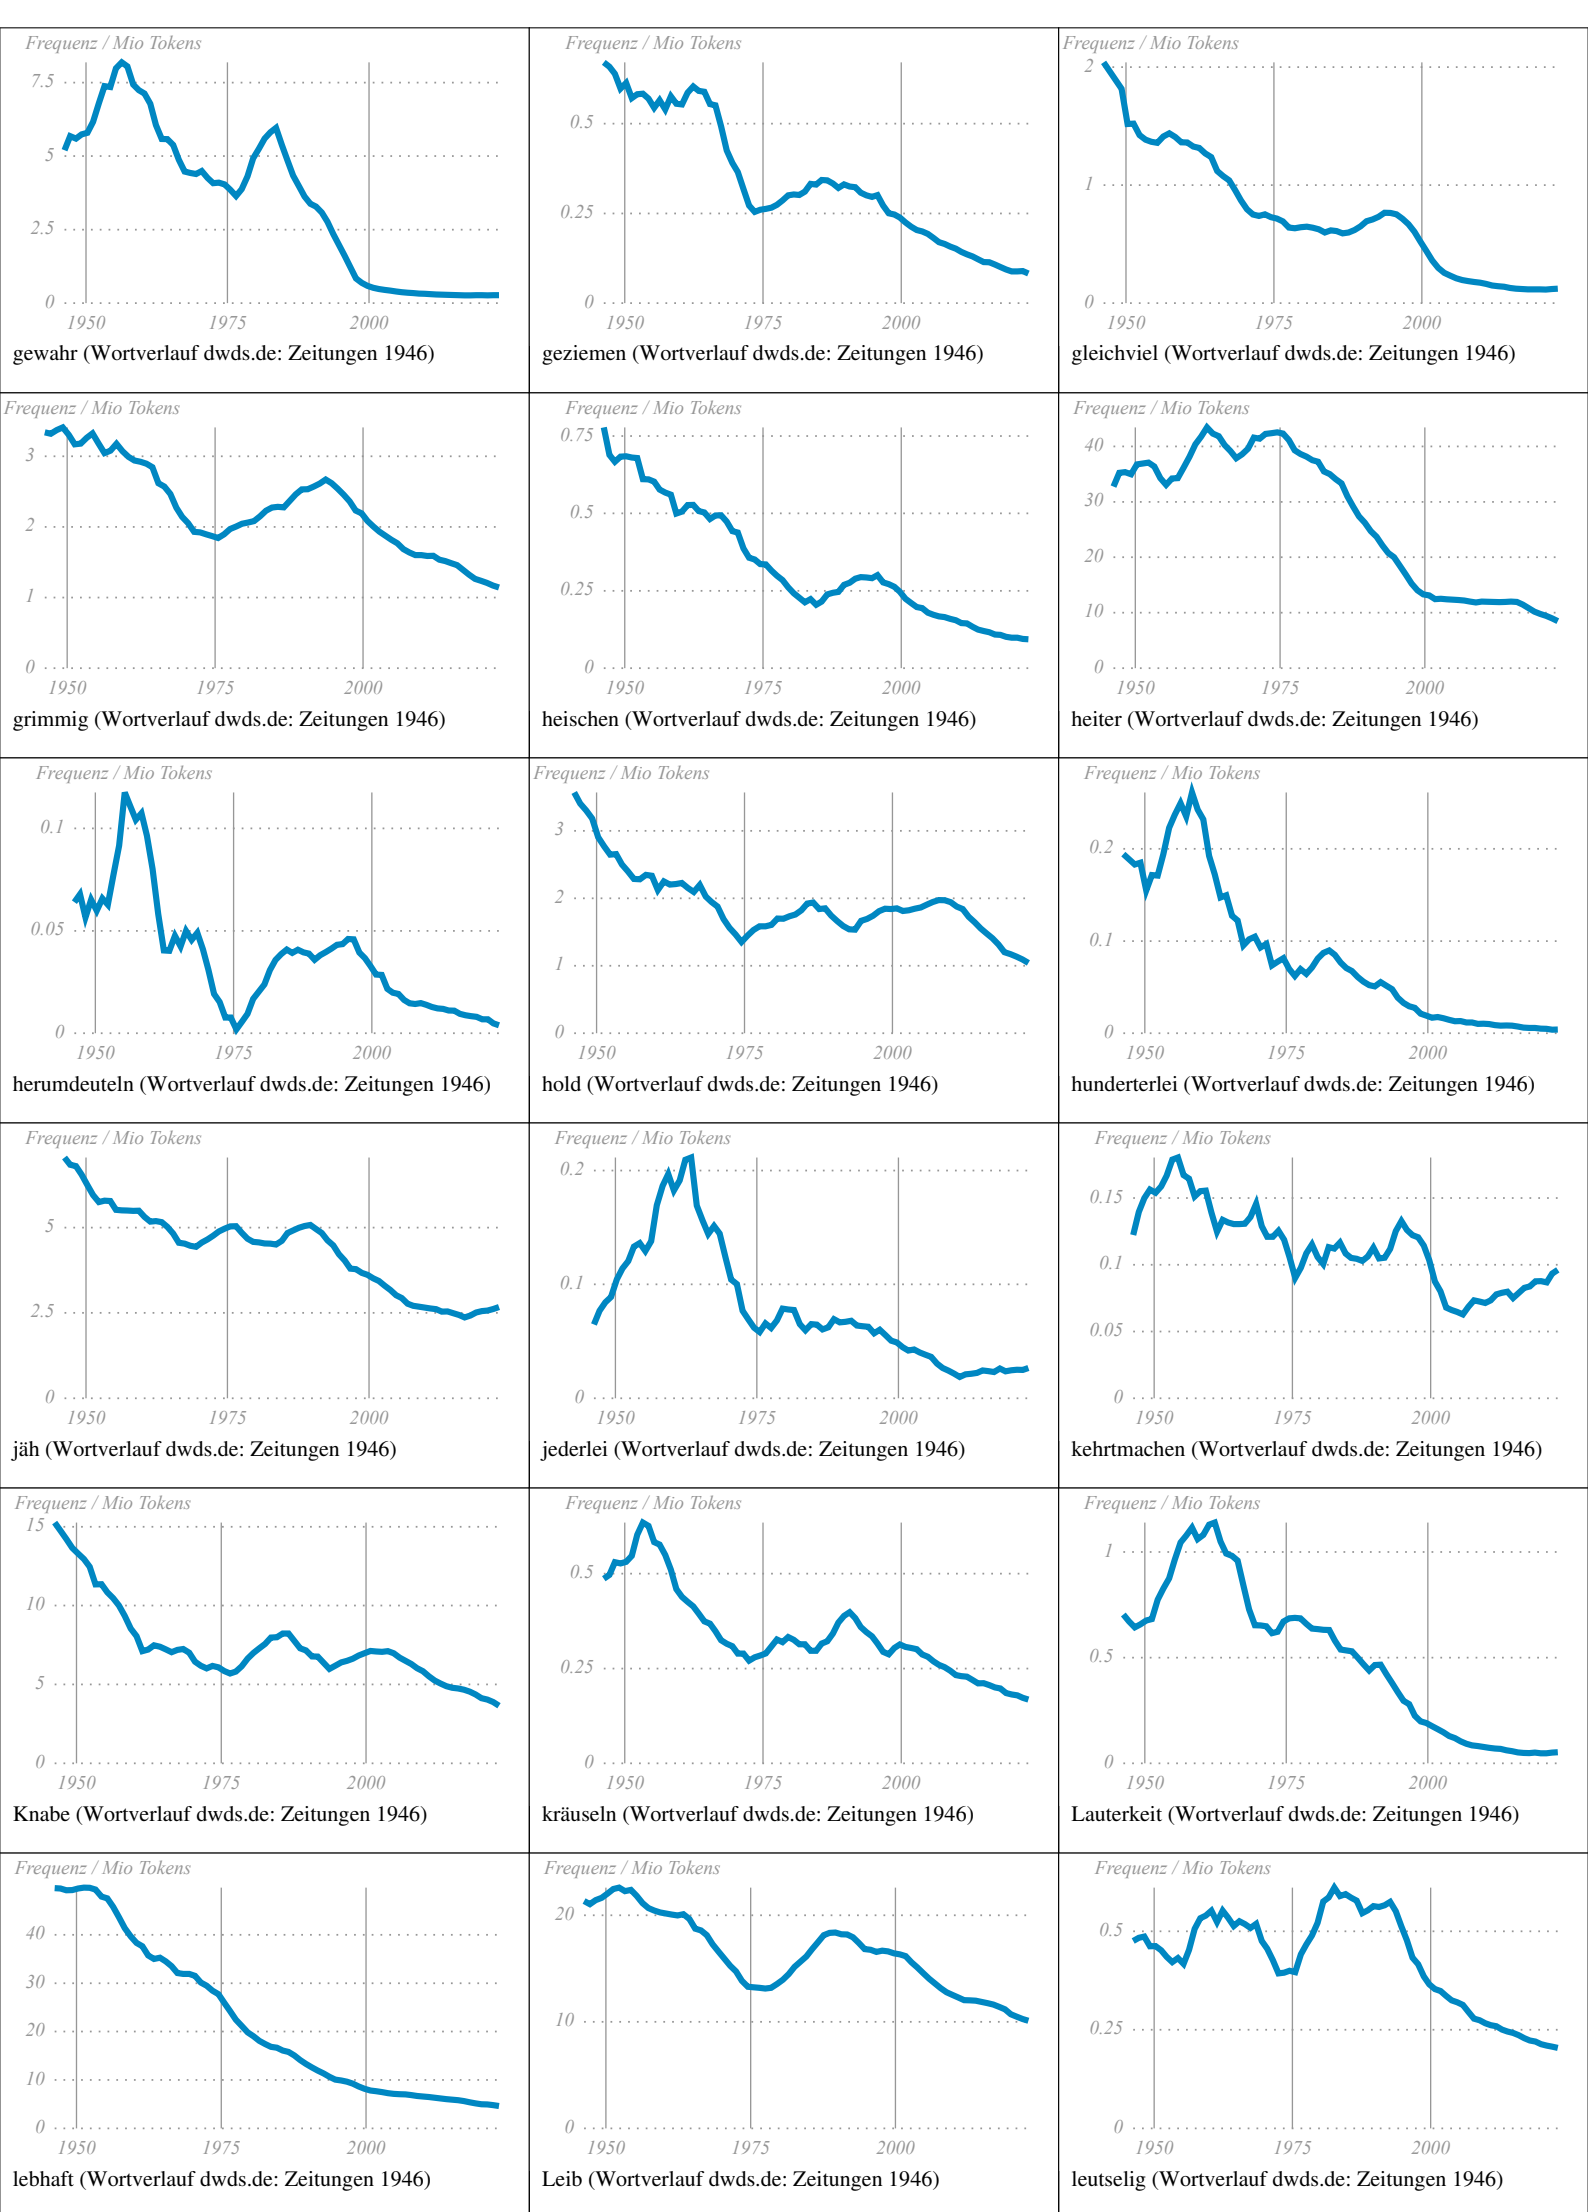 Frequenz / Mio Tokens
7.5
5
2.5
0
1950 1975 2000
gewahr (Wortverlauf dwds.de: Zeitungen 1946)
Frequenz / Mio Tokens
0.5
0.25
0
1950 1975 2000
geziemen (Wortverlauf dwds.de: Zeitungen 1946)
Frequenz / Mio Tokens
2
1
0
1950 1975 2000
gleichviel (Wortverlauf dwds.de: Zeitungen 1946)
Frequenz / Mio Tokens
3
2
1
0
1950 1975 2000
grimmig (Wortverlauf dwds.de: Zeitungen 1946)
Frequenz / Mio Tokens
0.75
0.5
0.25
0
1950 1975 2000
heischen (Wortverlauf dwds.de: Zeitungen 1946)
Frequenz / Mio Tokens
40
30
20
10
0
1950 1975 2000
heiter (Wortverlauf dwds.de: Zeitungen 1946)
Frequenz / Mio Tokens
0.1
0.05
0
1950 1975 2000
herumdeuteln (Wortverlauf dwds.de: Zeitungen 1946)
Frequenz / Mio Tokens
3
2
1
0
1950 1975 2000
hold (Wortverlauf dwds.de: Zeitungen 1946)
Frequenz / Mio Tokens
0.2
0.1
0
1950 1975 2000
hunderterlei (Wortverlauf dwds.de: Zeitungen 1946)
Frequenz / Mio Tokens
5
2.5
0
1950 1975 2000
jäh (Wortverlauf dwds.de: Zeitungen 1946)
Frequenz / Mio Tokens
0.2
0.1
0
1950 1975 2000
jederlei (Wortverlauf dwds.de: Zeitungen 1946)
Frequenz / Mio Tokens
0.15
0.1
0.05
0
1950 1975 2000
kehrtmachen (Wortverlauf dwds.de: Zeitungen 1946)
Frequenz / Mio Tokens
15
10
5
0
1950 1975 2000
Knabe (Wortverlauf dwds.de: Zeitungen 1946)
Frequenz / Mio Tokens
0.5
0.25
0
1950 1975 2000
kräuseln (Wortverlauf dwds.de: Zeitungen 1946)
Frequenz / Mio Tokens
1
0.5
0
1950 1975 2000
Lauterkeit (Wortverlauf dwds.de: Zeitungen 1946)
Frequenz / Mio Tokens
40
30
20
10
0
1950 1975 2000
lebhaft (Wortverlauf dwds.de: Zeitungen 1946)
Frequenz / Mio Tokens
20
10
0
1950 1975 2000
Leib (Wortverlauf dwds.de: Zeitungen 1946)
Frequenz / Mio Tokens
0.5
0.25
0
1950 1975 2000
leutselig (Wortverlauf dwds.de: Zeitungen 1946)